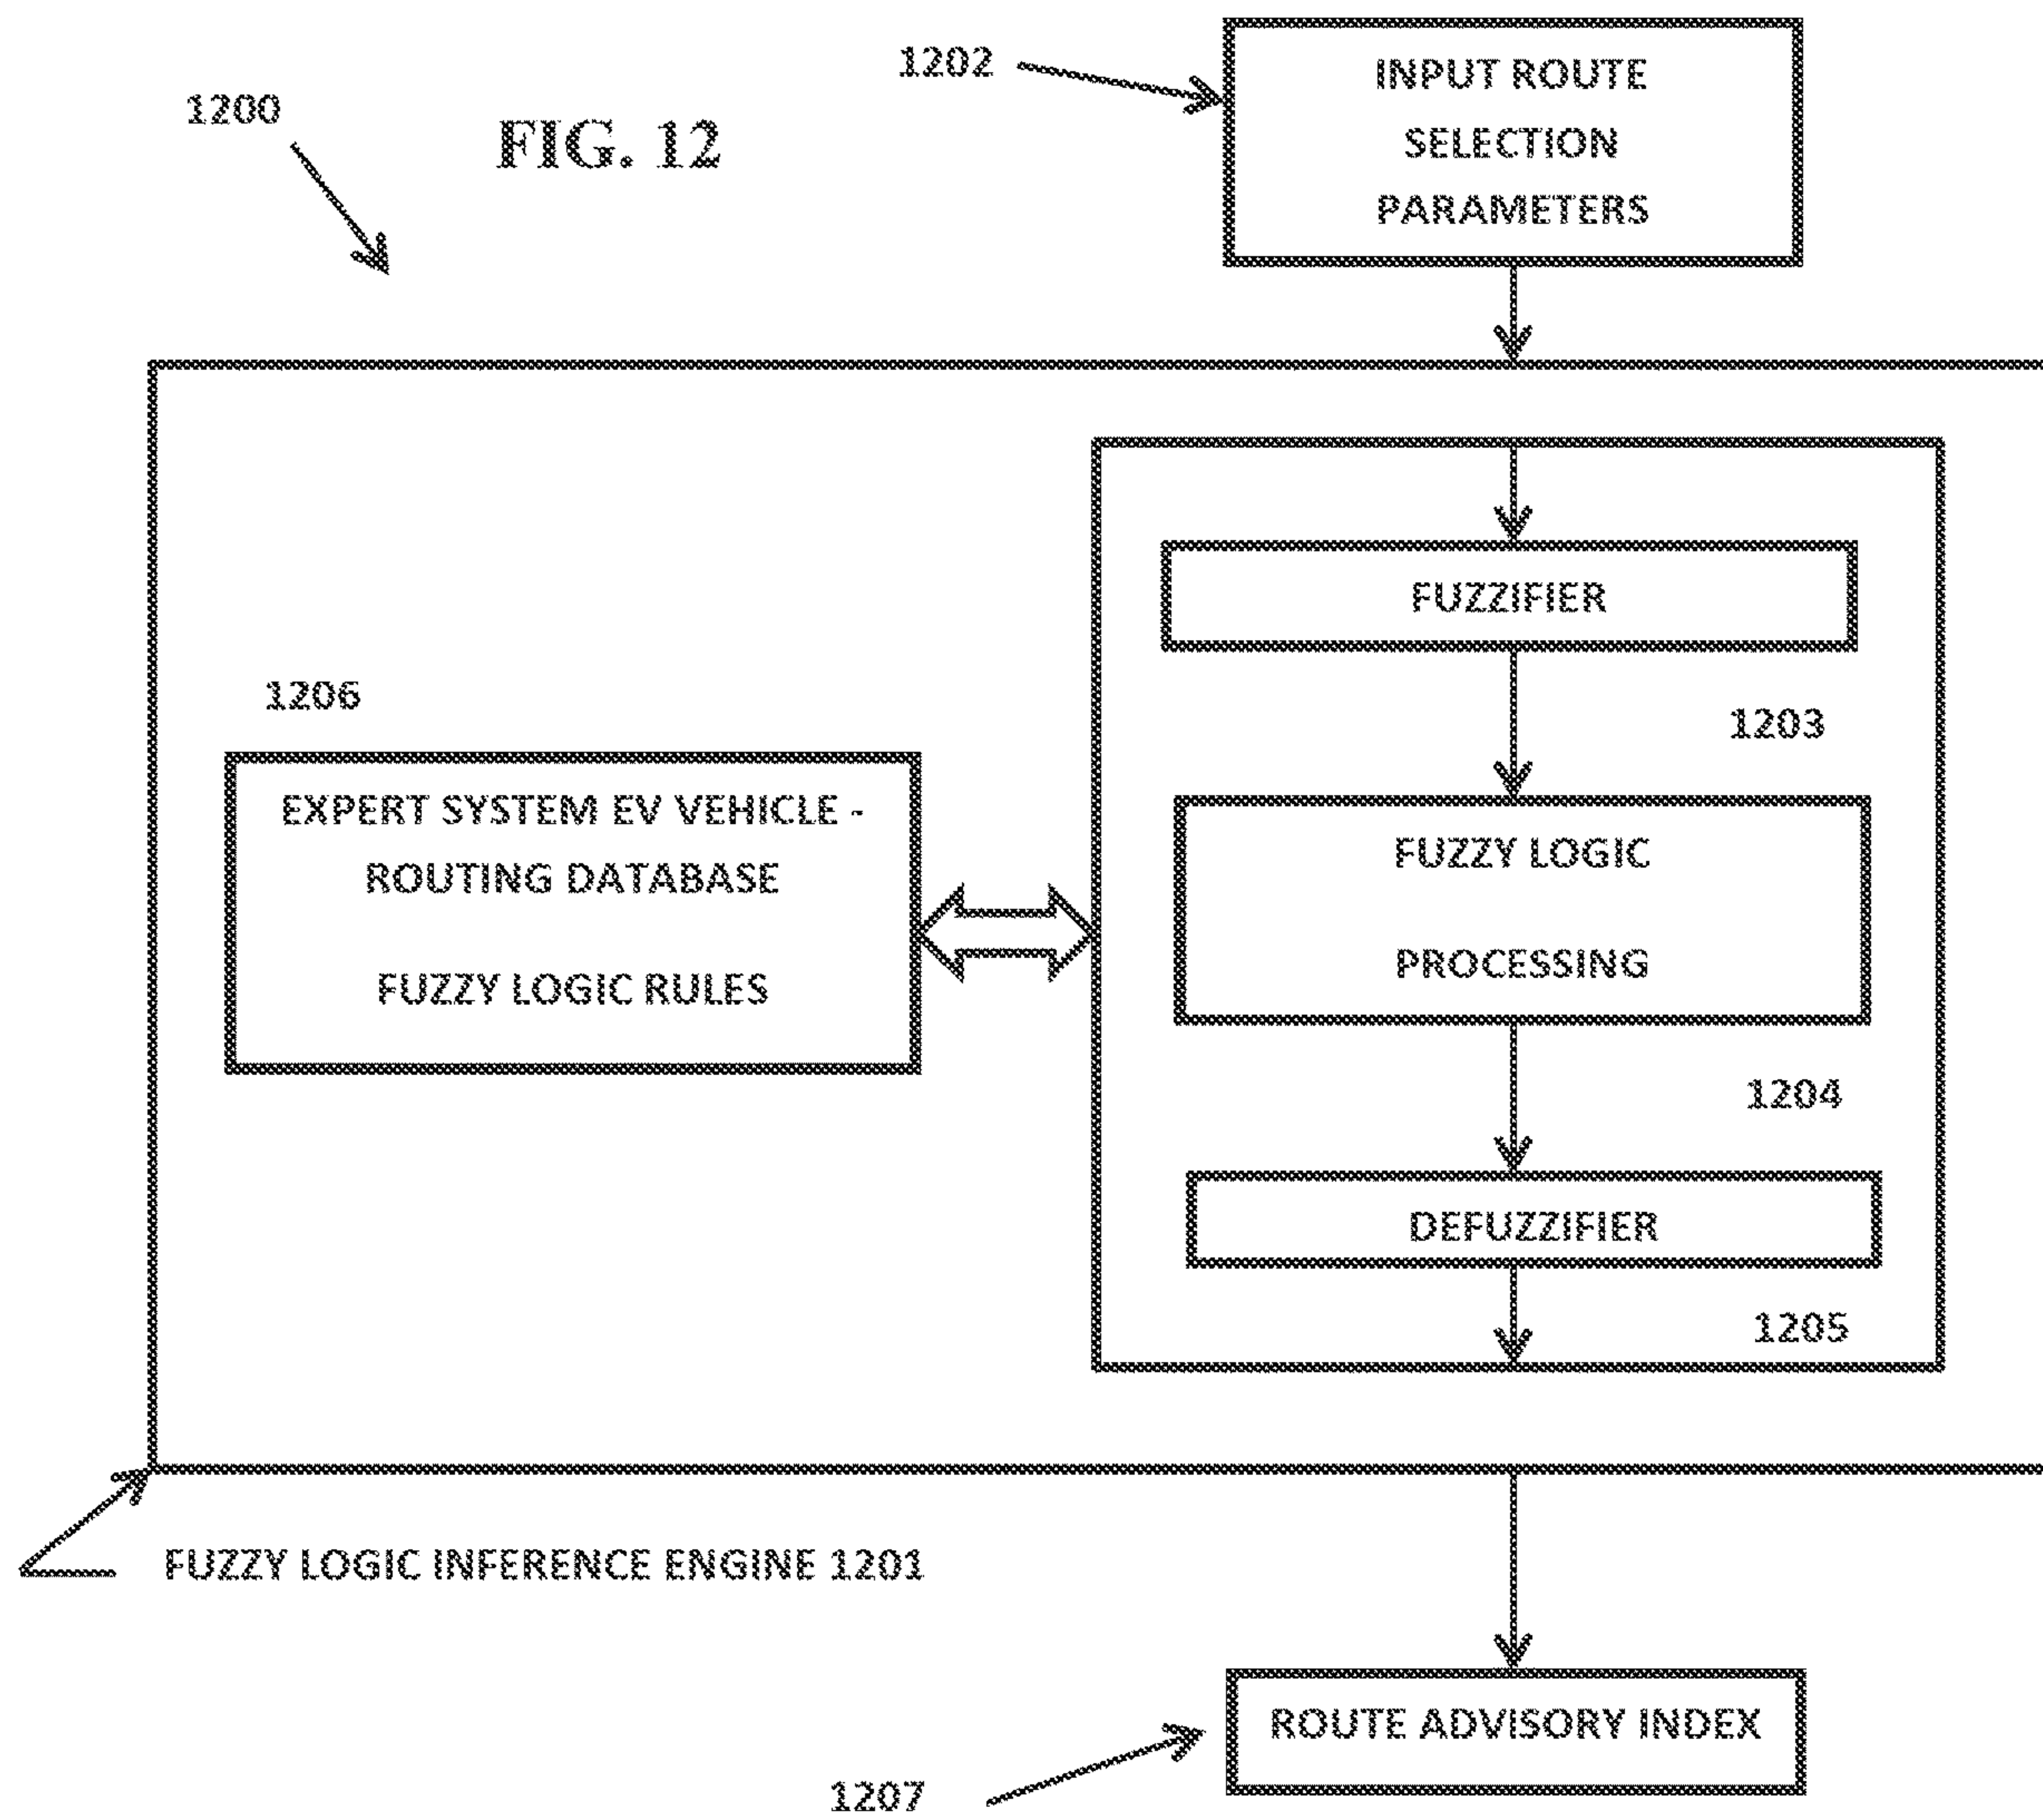 1202
INPUT ROUTE
SELECTION
PARAMETERS
1200
FIG. 12
FUZZIFIER
1203
1206
EXPERT SYSTEM EV VEHICLE -
ROUTING DATABASE
FUZZY LOGIC RULES
FUZZY LOGIC
PROCESSING
1204
DEFUZZIFIER
1205
FUZZY LOGIC INFERENCE ENGINE 1201
ROUTE ADVISORY INDEX
1207